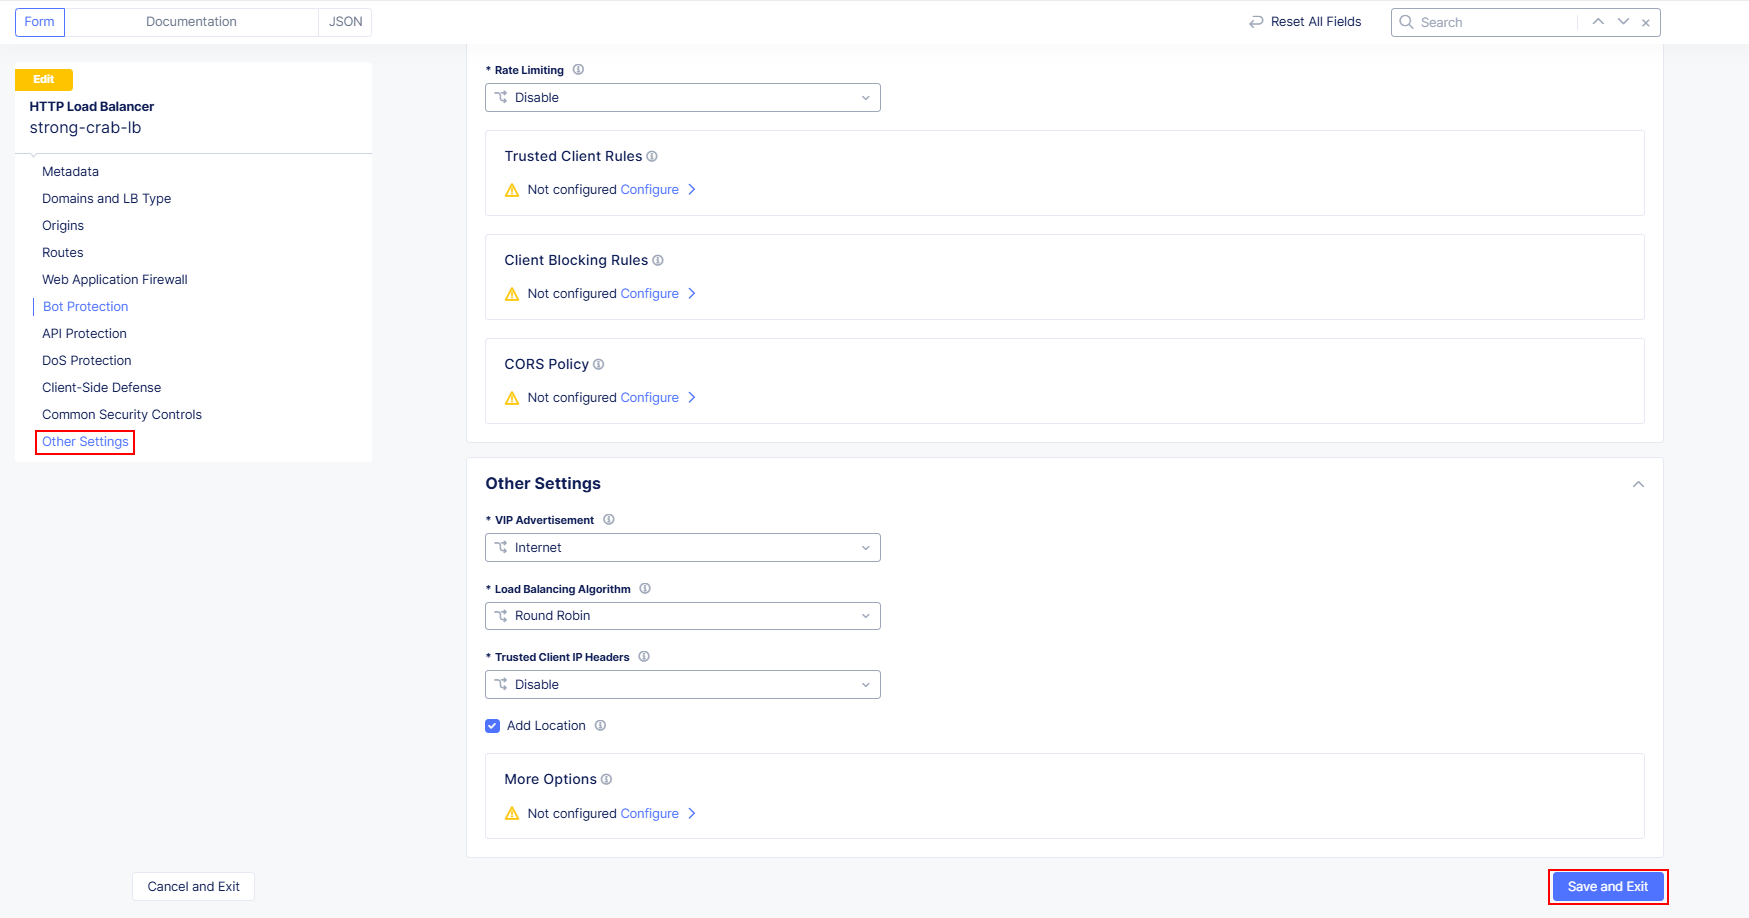 Form
Documentation
JSON
Reset All Fields
Search
Edit
HTTP Load Balancer
strong-crab-lb
Metadata
Domains and LB Type
Origins
Routes
Web Application Firewall
Bot Protection
API Protection
DoS Protection
Client-Side Defense
Common Security Controls
Other Settings
* Rate Limiting
Disable
Trusted Client Rules
Not configured Configure
Client Blocking Rules
Not configured Configure
CORS Policy
Not configured Configure
Other Settings
* VIP Advertisement
Internet
* Load Balancing Algorithm
Round Robin
* Trusted Client IP Headers
Disable
Add Location
More Options
Not configured Configure
Cancel and Exit
Save and Exit